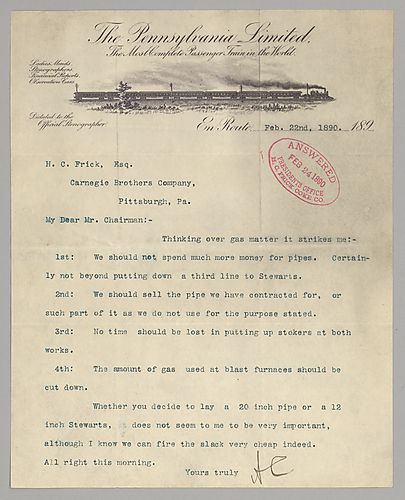 The Pennsylvania Limited.
The Most Complete Passenger Train in the World.
Ladies Maids
Stenographers
Financial Reports
Observation Cars
Dictated to the
Official Stenographer
En Route, Feb. 22nd, 1890. 189
ANSWERED
FEB 24 1890
PRESIDENT'S OFFICE
H. C. FRICK COKE CO.
H. C. Frick, Esq.
Carnegie Brothers Company,
Pittsburgh, Pa.
My Dear Mr. Chairman:-
Thinking over gas matter it strikes me:-
1st: We should not spend much more money for pipes. Certain-
ly not beyond putting down a third line to Stewarts.
2nd: We should sell the pipe we have contracted for, or
such part of it as we do not use for the purpose stated.
3rd: No time should be lost in putting up stokers at both
works.
4th: The amount of gas used at blast furnaces should be
cut down.
Whether you decide to lay a 20 inch pipe or a 12
inch Stewarts, it does not seem to me to be very important,
although I know we can fire the slack very cheap indeed.
All right this morning.
Yours truly AC